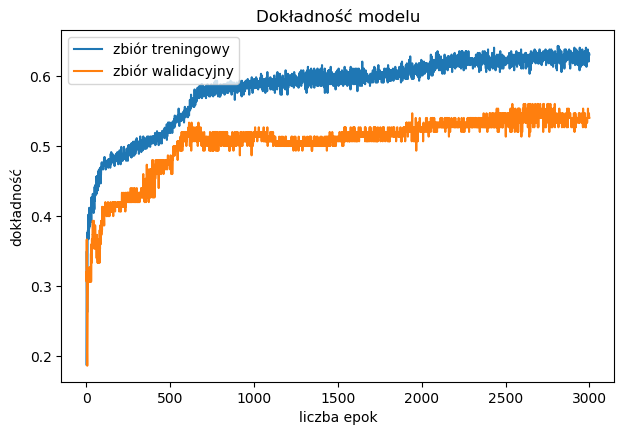 Dokładność modelu
zbiór treningowy
zbiór walidacyjny
0.6
0.5
0.4
0.3
0.2
dokładność
0 500 1000 1500 2000 2500 3000
liczba epok